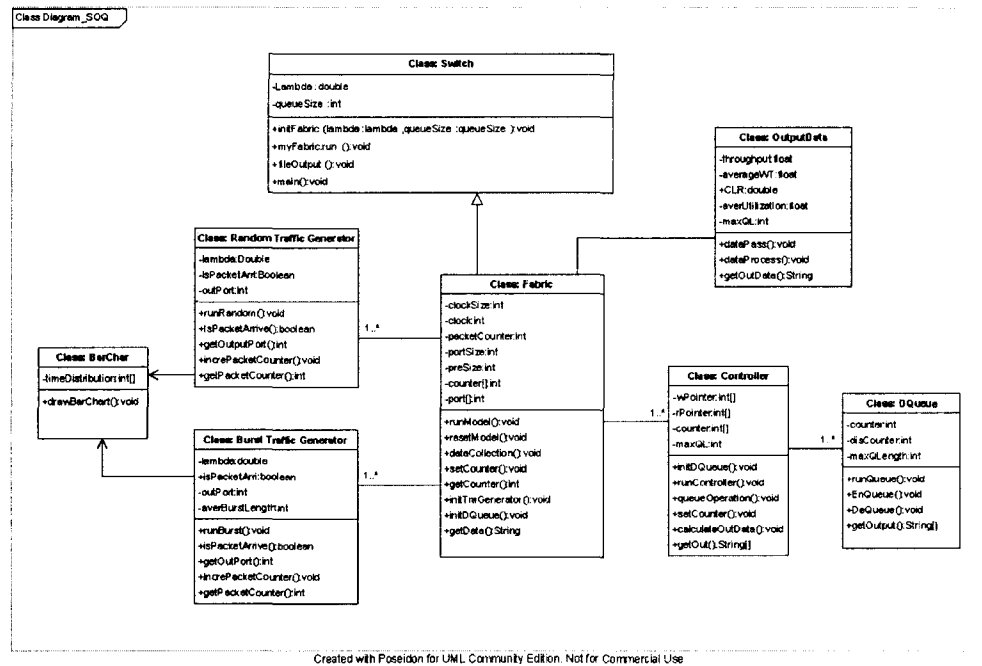 Class Diagram_SOQ
Class: Switch
-Lambda : double
-queueSize :int
+initFabric (lambda:lambda ,queueSize :queueSize ):void
+myFabric.run ():void
+fileOutput ():void
+main():void
Class: OutputData
-throughput:float
-averageWT:float
+CLR:double
-averUtilization:float
-maxQL:int
+dataPass():void
+dataProcess():void
+getOutData():String
Class: Random Traffic Generator
-lambda:Double
-isPacketArri:Boolean
-outPort:int
+runRandom():void
+isPacketArrive():boolean
+getOutputPort():int
+increPacketCounter():void
+getPacketCounter():int
1..*
Class: Fabric
-clockSize:int
-clock:int
-packetCounter:int
-portSize:int
-preSize:int
-counter[]:int
-port[]:int
+runModel():void
+resetModel():void
+dataCollection():void
+setCounter():void
+getCounter():int
+initTraGenerator():void
+initDQueue():void
+getData():String
Class: BarChar
-timeDistribution:int[]
+drawBarChart():void
Class: Burst Traffic Generator
-lambda:double
+isPacketArri:boolean
-outPort:int
-averBurstLength:int
+runBurst():void
+isPacketArrive():boolean
+getOutPort():int
+increPacketCounter():void
+getPacketCounter():int
1..*
1..*
Class: Controller
-wPointer:int[]
-rPointer:int[]
-counter:int[]
-maxQL:int
+initDQueue():void
+runController():void
+queueOperation():void
+setCounter():void
+calculateOutData():void
+getOut():String[]
1..*
Class: DQueue
-counter:int
-disCounter:int
-maxQLength:int
+runQueue():void
+EnQueue():void
+DeQueue():void
+getOutput():String[]
Created with Poseidon for UML Community Edition. Not for Commercial Use